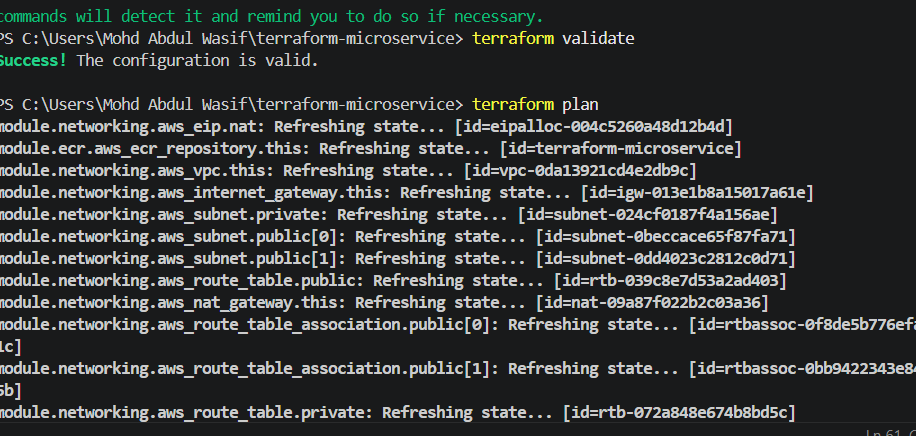 commands will detect it and remind you to do so if necessary.
PS C:\Users\Mohd Abdul Wasif\terraform-microservice> terraform validate
Success! The configuration is valid.
PS C:\Users\Mohd Abdul Wasif\terraform-microservice> terraform plan
module.networking.aws_eip.nat: Refreshing state... [id=eipalloc-004c5260a48d12b4d]
module.ecr.aws_ecr_repository.this: Refreshing state... [id=terraform-microservice]
module.networking.aws_vpc.this: Refreshing state... [id=vpc-0da13921cd4e2db9c]
module.networking.aws_internet_gateway.this: Refreshing state... [id=igw-013e1b8a15017a61e]
module.networking.aws_subnet.private: Refreshing state... [id=subnet-024cf0187f4a156ae]
module.networking.aws_subnet.public[0]: Refreshing state... [id=subnet-0beccace65f87fa71]
module.networking.aws_subnet.public[1]: Refreshing state... [id=subnet-0dd4023c2812c0d71]
module.networking.aws_route_table.public: Refreshing state... [id=rtb-039c8e7d53a2ad403]
module.networking.aws_nat_gateway.this: Refreshing state... [id=nat-09a87f022b2c03a36]
module.networking.aws_route_table_association.public[0]: Refreshing state... [id=rtbassoc-0f8de5b776efa
1c]
module.networking.aws_route_table_association.public[1]: Refreshing state... [id=rtbassoc-0bb9422343e84
5b]
module.networking.aws_route_table.private: Refreshing state... [id=rtb-072a848e674b8bd5c]
Ln 61